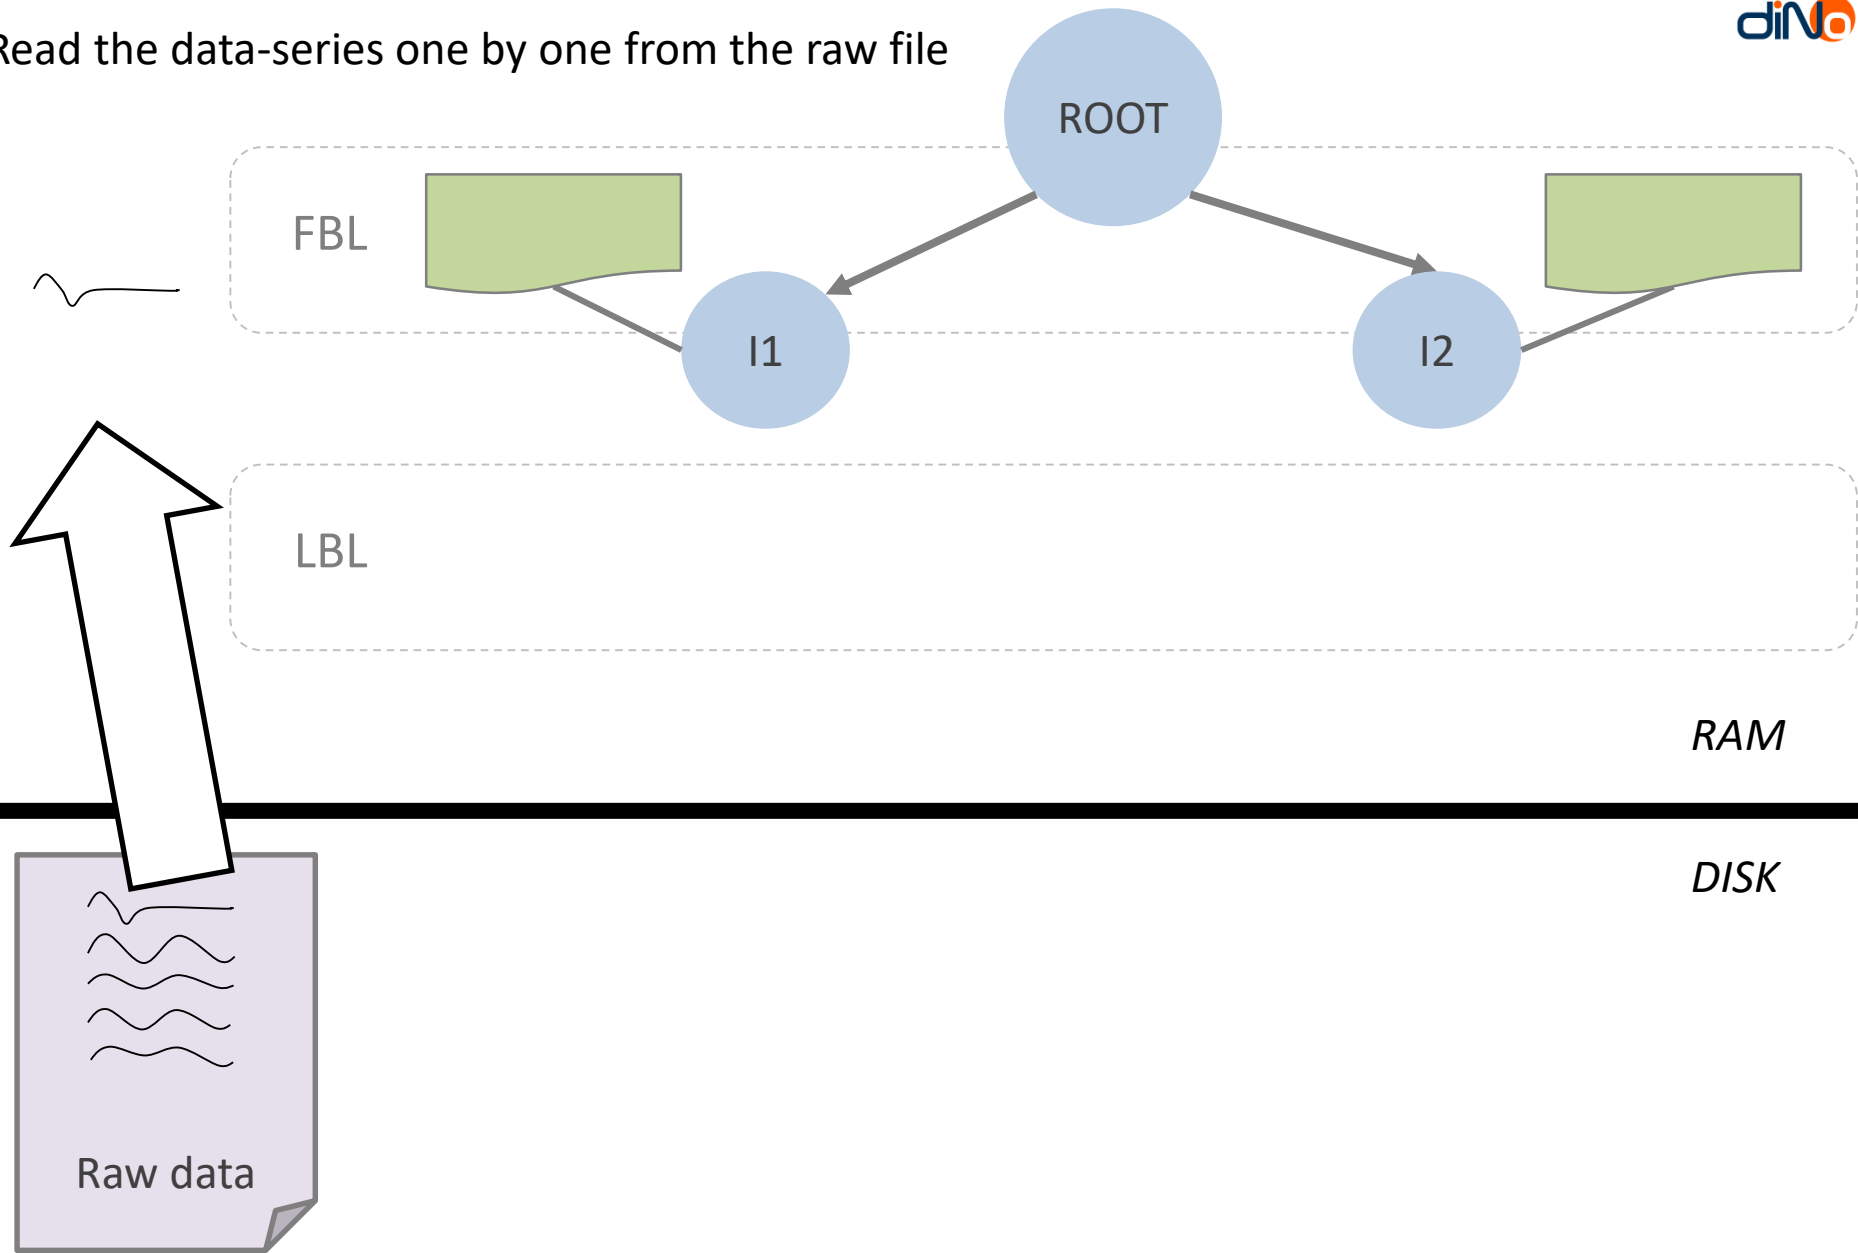 Read the data-series one by one from the raw file
diNo
ROOT
FBL
I1
I2
LBL
RAM
DISK
Raw data